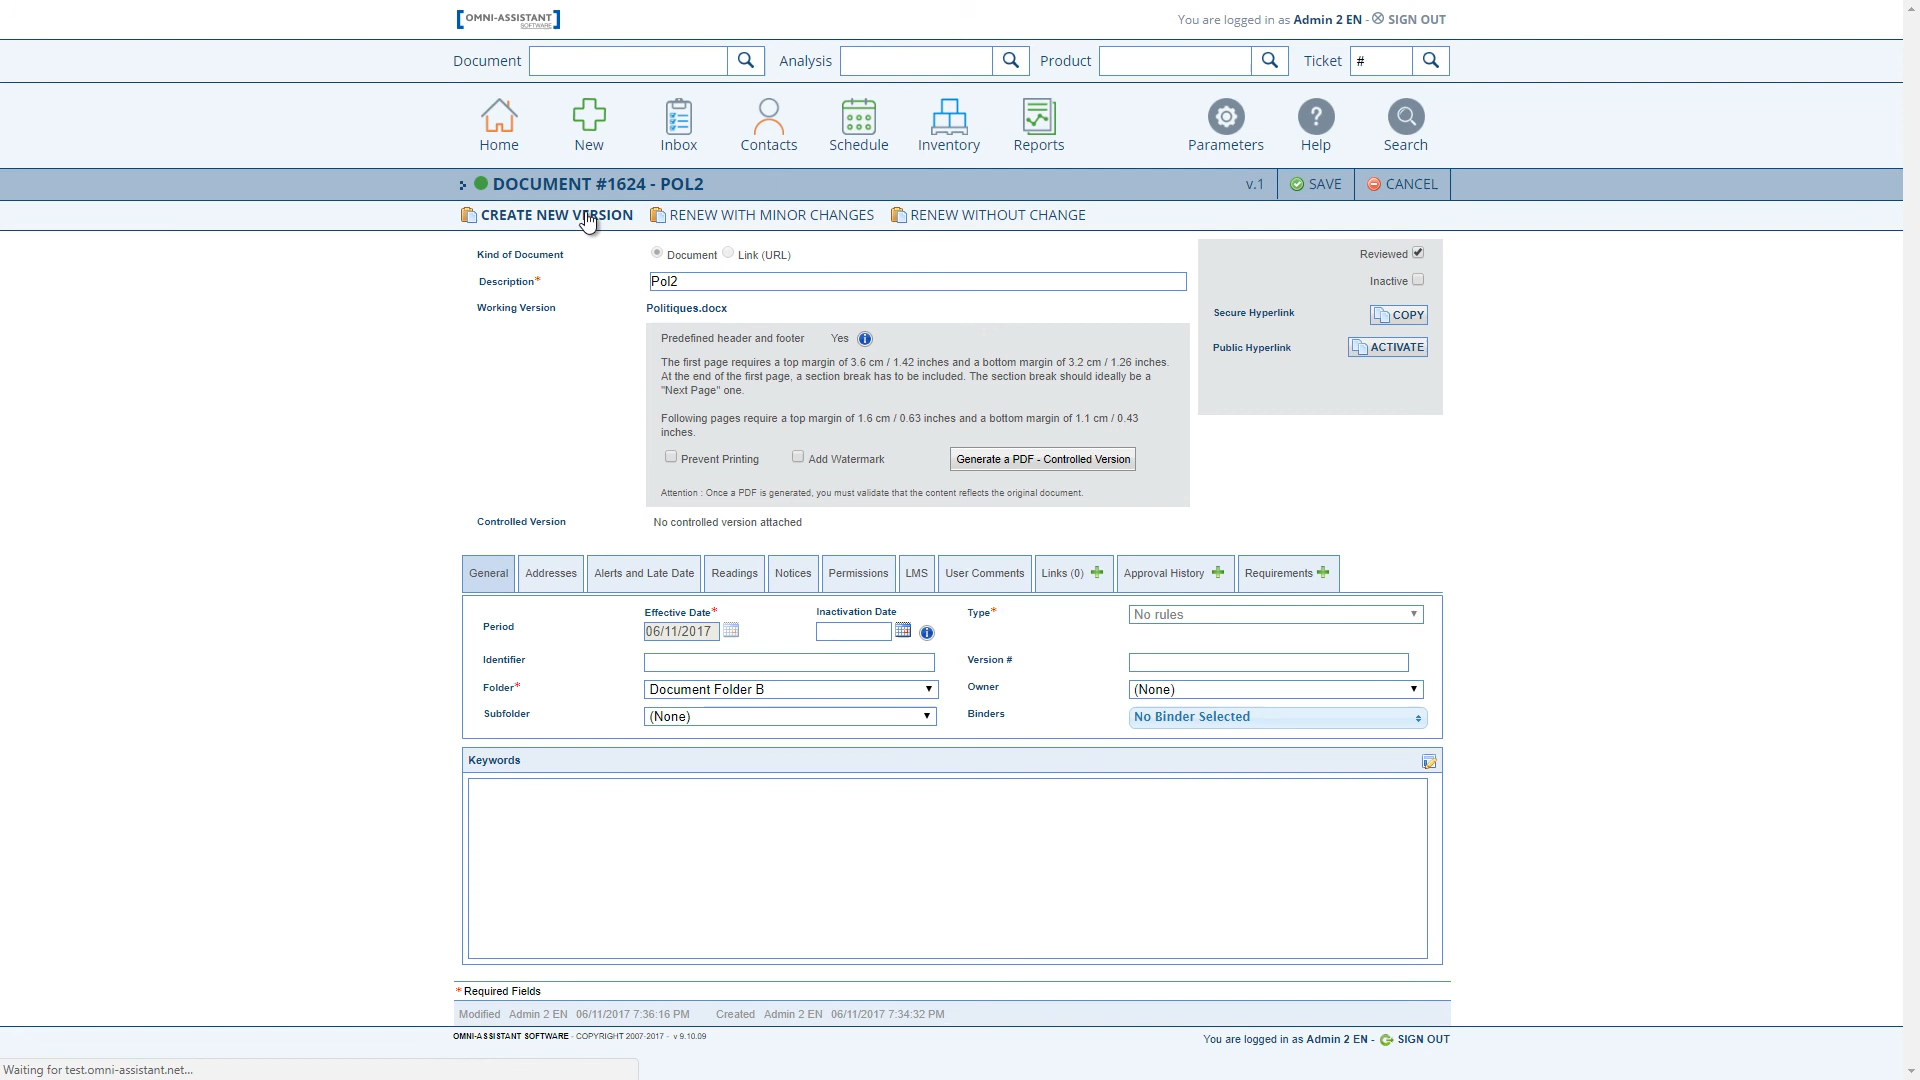 OMNI-ASSISTANT
SOFTWARE
You are logged in as Admin 2 EN - SIGN OUT
Document Analysis Product Ticket #
Home New Inbox Contacts Schedule Inventory Reports Parameters Help Search
DOCUMENT #1624 - POL2 v.1 SAVE CANCEL
CREATE NEW VERSION RENEW WITH MINOR CHANGES RENEW WITHOUT CHANGE
Kind of Document Document Link (URL) Reviewed
Description* Pol2 Inactive
Working Version Politiques.docx Secure Hyperlink COPY
Predefined header and footer Yes
Public Hyperlink ACTIVATE
The first page requires a top margin of 3.6 cm / 1.42 inches and a bottom margin of 3.2 cm / 1.26 inches.
At the end of the first page, a section break has to be included. The section break should ideally be a
"Next Page" one.
Following pages require a top margin of 1.6 cm / 0.63 inches and a bottom margin of 1.1 cm / 0.43
inches.
Prevent Printing Add Watermark Generate a PDF - Controlled Version
Attention : Once a PDF is generated, you must validate that the content reflects the original document.
Controlled Version No controlled version attached
General Addresses Alerts and Late Date Readings Notices Permissions LMS User Comments Links (0) Approval History Requirements
Effective Date* Inactivation Date Type* No rules
Period 06/11/2017
Identifier Version #
Folder* Document Folder B Owner (None)
Subfolder (None) Binders No Binder Selected
Keywords
* Required Fields
Modified Admin 2 EN 06/11/2017 7:36:16 PM Created Admin 2 EN 06/11/2017 7:34:32 PM
OMNI-ASSISTANT SOFTWARE - COPYRIGHT 2007-2017 - v 9.10.09 You are logged in as Admin 2 EN - SIGN OUT
Waiting for test.omni-assistant.net...